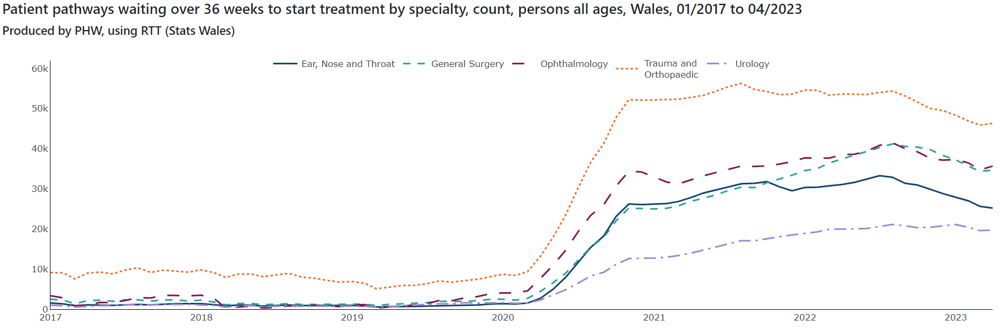 Patient pathways waiting over 36 weeks to start treatment by specialty, count, persons all ages, Wales, 01/2017 to 04/2023
Produced by PHW, using RTT (Stats Wales)
Ear, Nose and Throat
General Surgery
Ophthalmology
Trauma and
Orthopaedic
Urology
60k
50k
40k
30k
20k
10k
0
2017
2018
2019
2020
2021
2022
2023